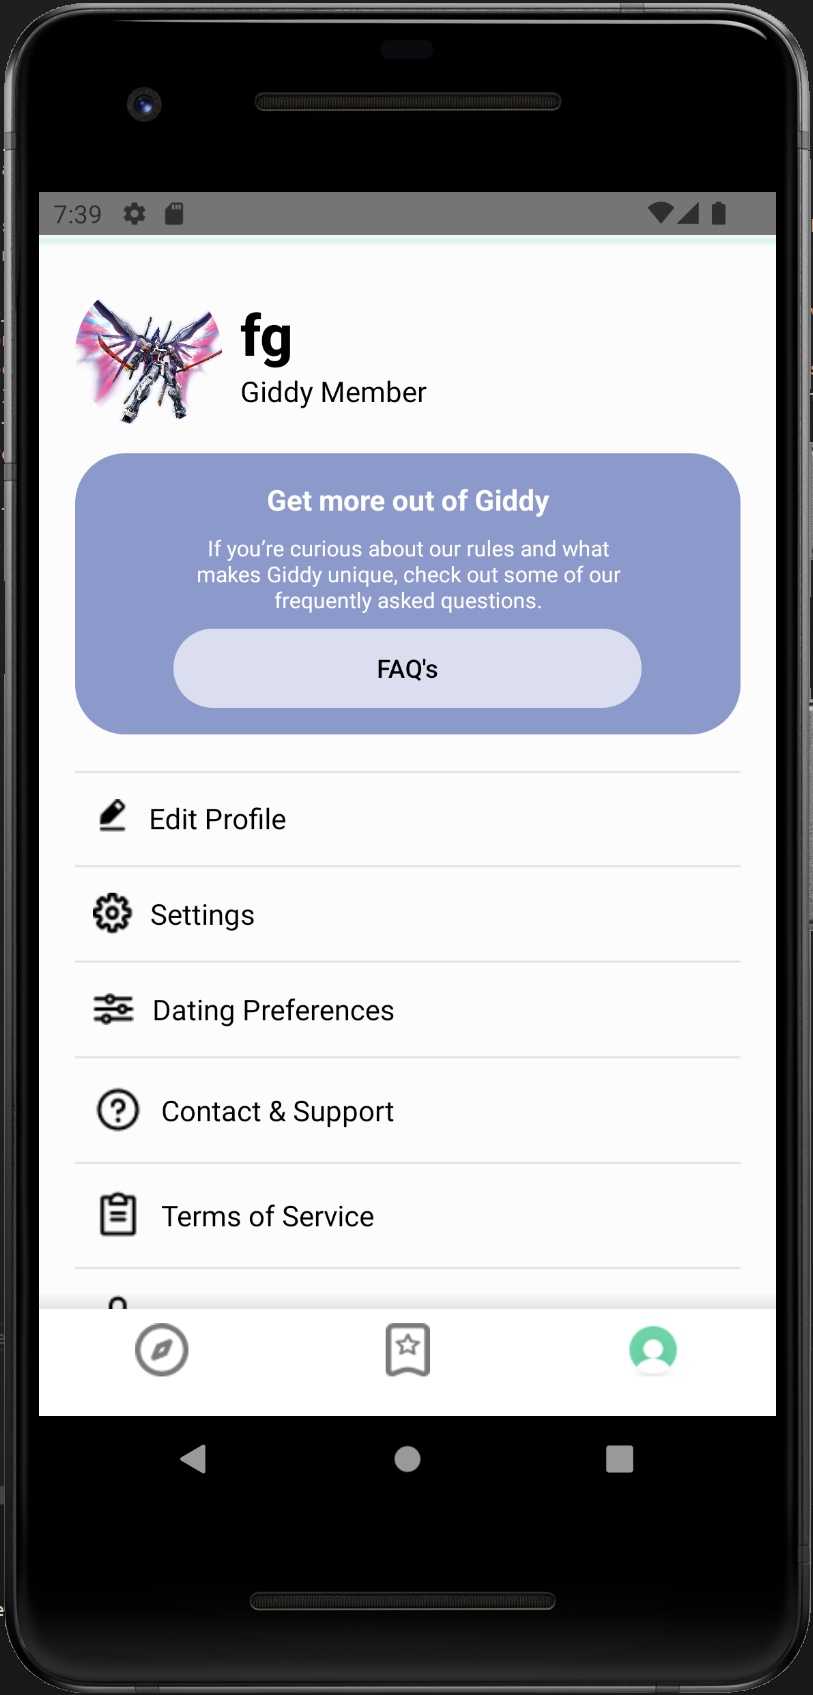 7:39
fg
Giddy Member
Get more out of Giddy
If you’re curious about our rules and what
makes Giddy unique, check out some of our
frequently asked questions.
FAQ's
Edit Profile
Settings
Dating Preferences
Contact & Support
Terms of Service